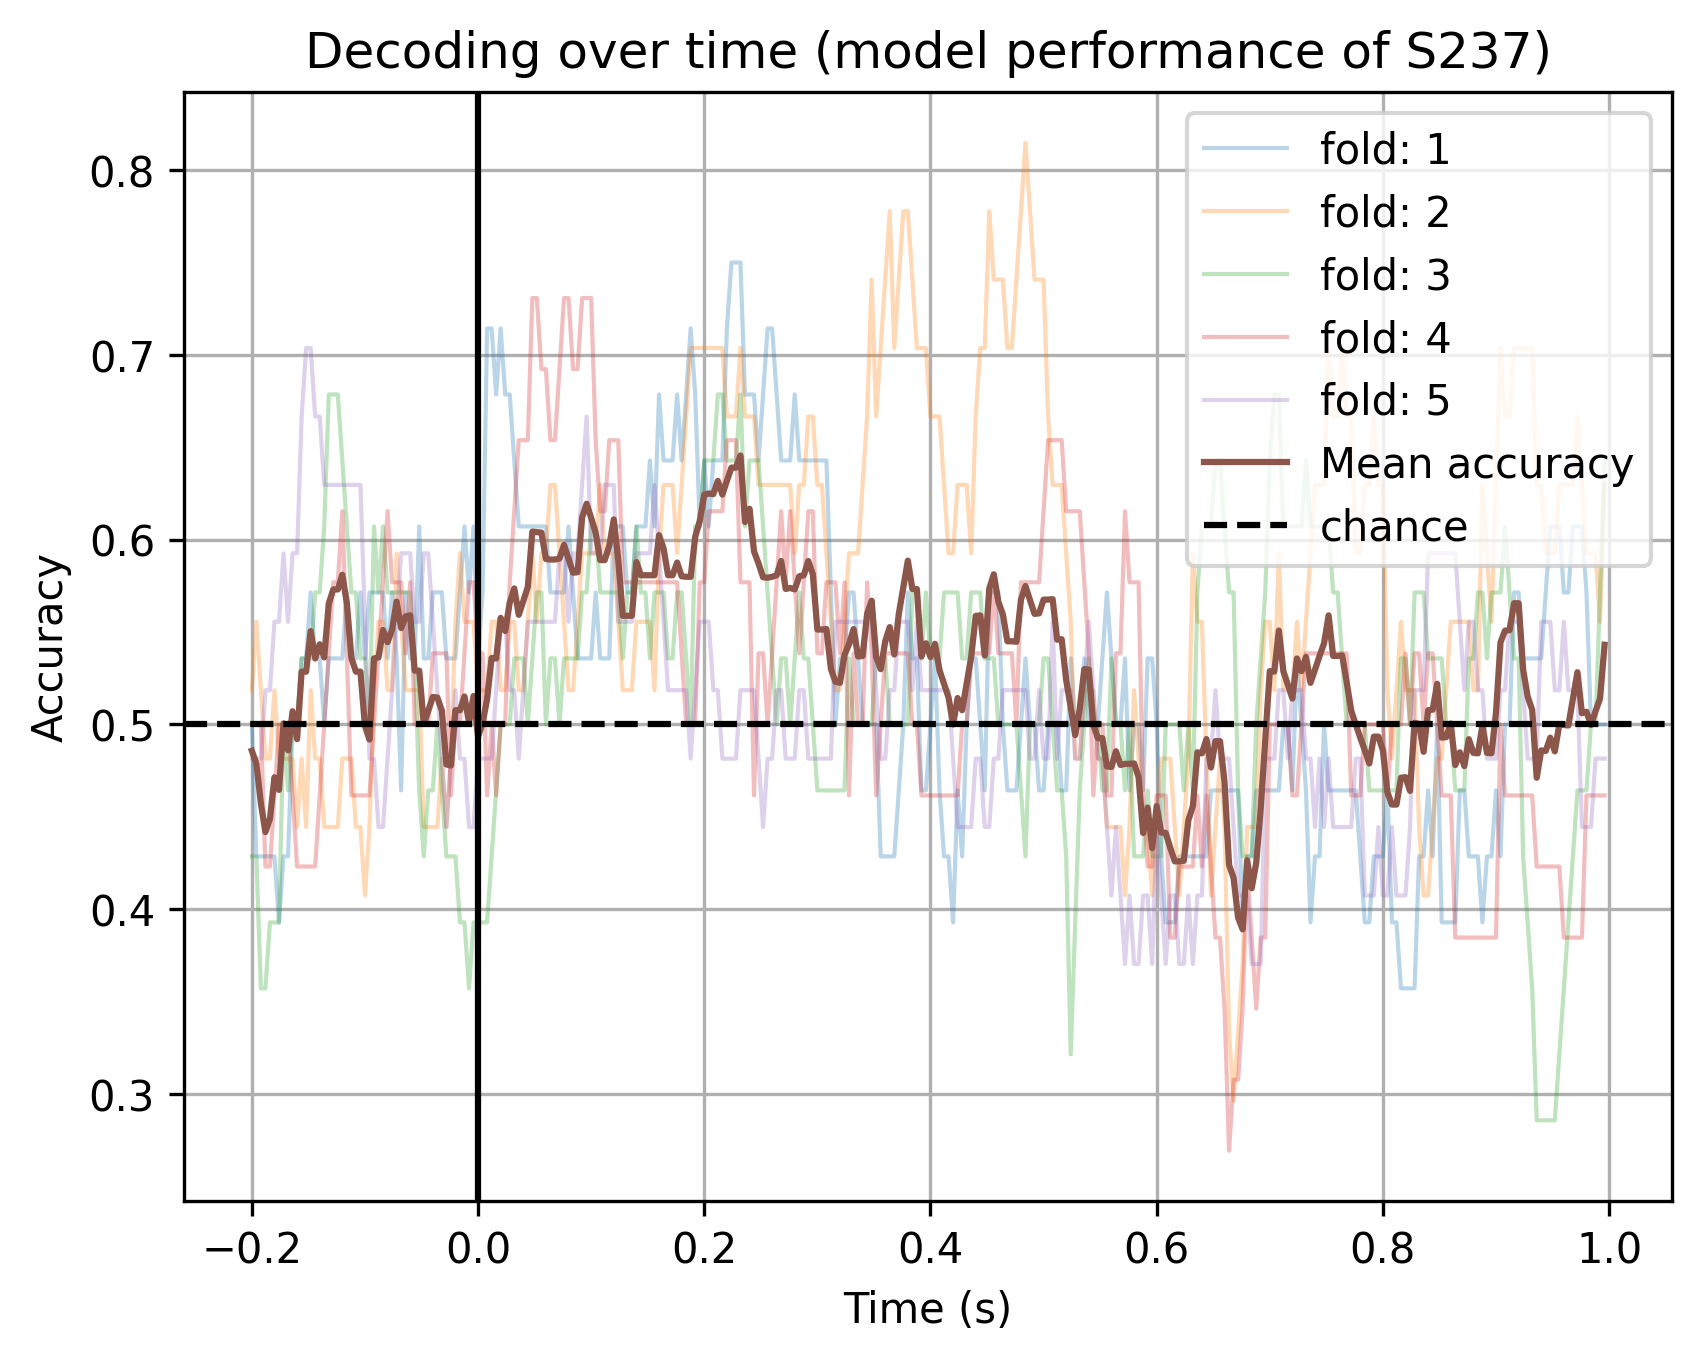 Decoding over time (model performance of S237)
fold: 1
fold: 2
fold: 3
fold: 4
fold: 5
Mean accuracy
chance
Accuracy
0.8
0.7
0.6
0.5
0.4
0.3
−0.2 0.0 0.2 0.4 0.6 0.8 1.0
Time (s)